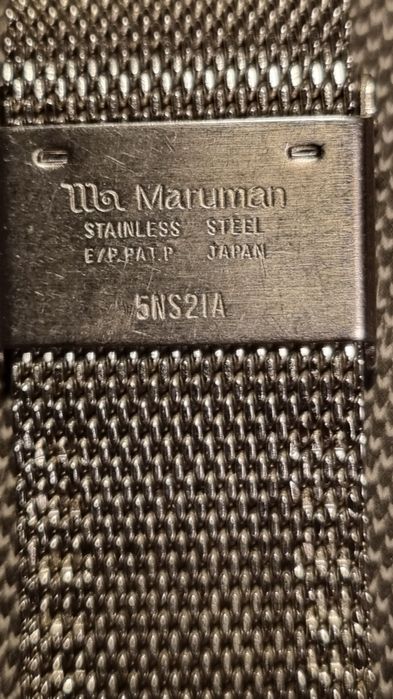 Maruman
STAINLESS STEEL
E/P.PAT.P JAPAN
5NS21A